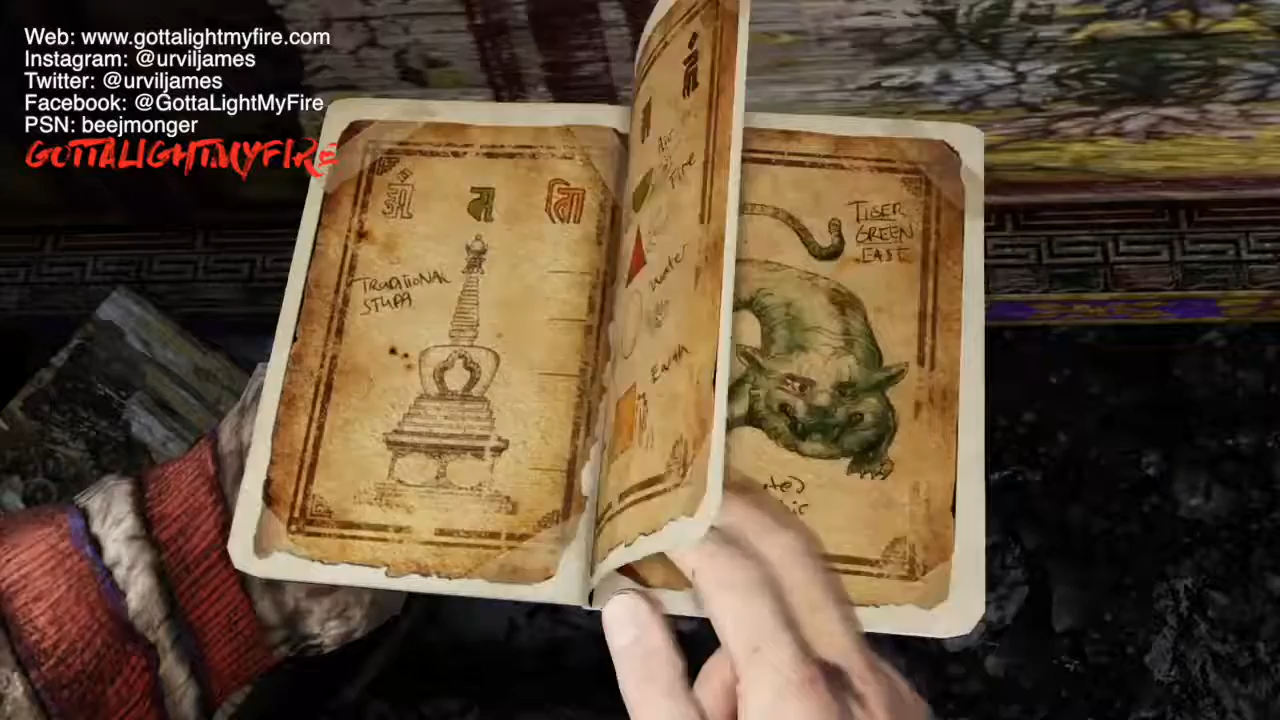 Web: www.gottalightmyfire.com
Instagram: @urviljames
Twitter: @urviljames
Facebook: @GottaLightMyFire
PSN: beejmonger
GOTTALIGHTMYFIRE
TRADITIONAL
STUPA
Air
Fire
Water
Earth
TIGER
GREEN
EAST